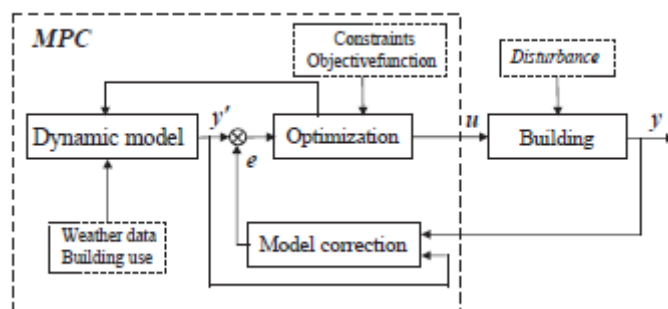 MPC
Constraints
Objectivefunction
Disturbance
Dynamic model
y'
e
Optimization
u
Building
y
Weather data
Building use
Model correction